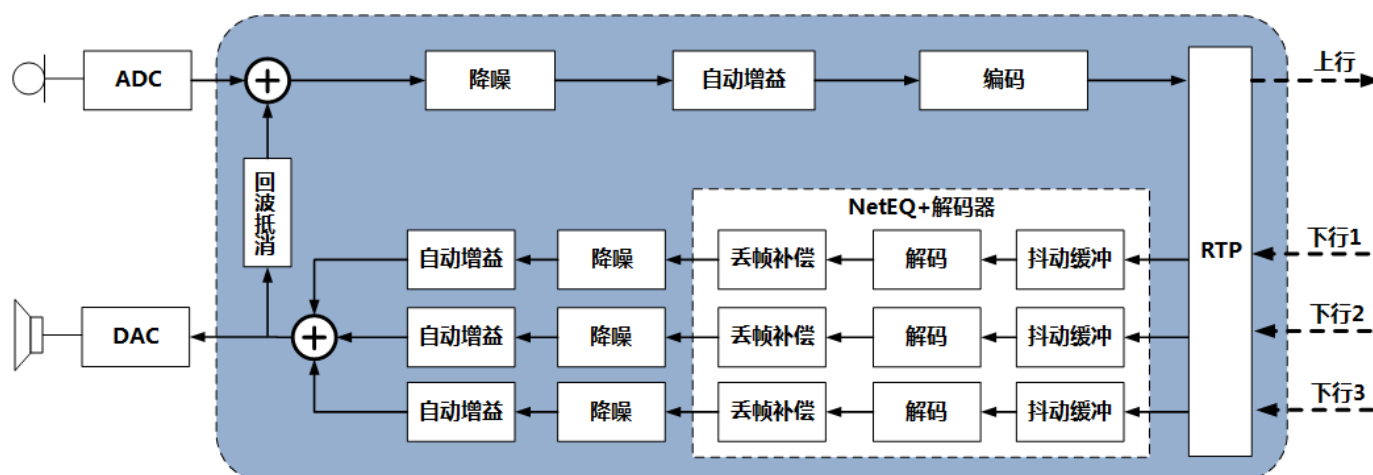 ADC
降噪
自动增益
编码
上行
回波抵消
NetEQ+解码器
RTP
自动增益
降噪
丢帧补偿
解码
抖动缓冲
下行1
DAC
自动增益
降噪
丢帧补偿
解码
抖动缓冲
下行2
自动增益
降噪
丢帧补偿
解码
抖动缓冲
下行3